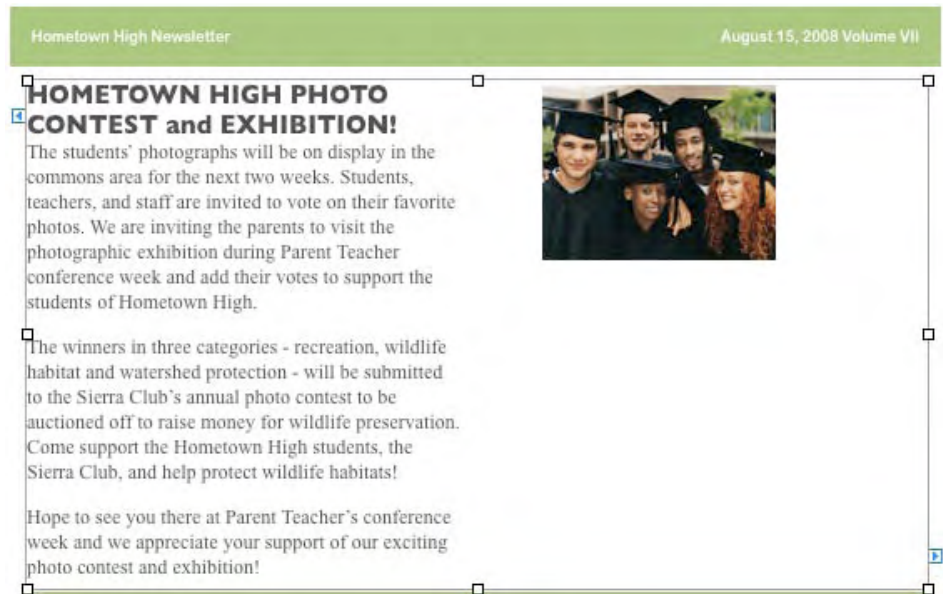 Hometown High Newsletter
August 15, 2008 Volume VII
HOMETOWN HIGH PHOTO
CONTEST and EXHIBITION!
The students' photographs will be on display in the
commons area for the next two weeks. Students,
teachers, and staff are invited to vote on their favorite
photos. We are inviting the parents to visit the
photographic exhibition during Parent Teacher
conference week and add their votes to support the
students of Hometown High.
The winners in three categories - recreation, wildlife
habitat and watershed protection - will be submitted
to the Sierra Club's annual photo contest to be
auctioned off to raise money for wildlife preservation.
Come support the Hometown High students, the
Sierra Club, and help protect wildlife habitats!
Hope to see you there at Parent Teacher's conference
week and we appreciate your support of our exciting
photo contest and exhibition!